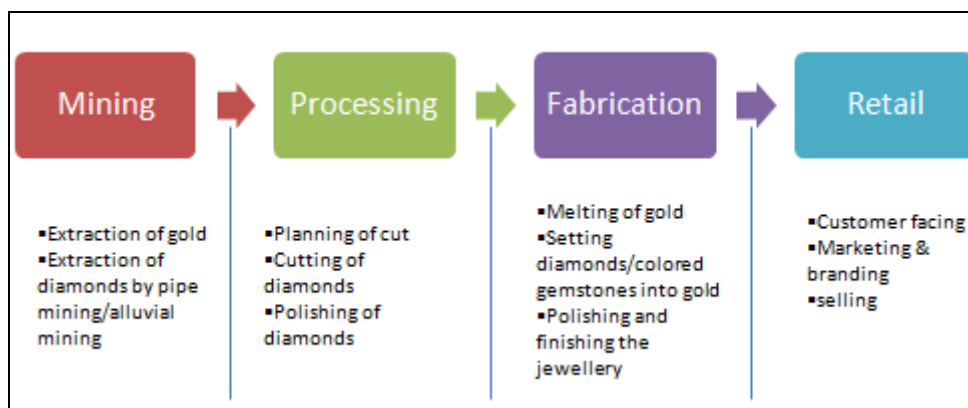 Mining
Processing
Fabrication
Retail
▪Extraction of gold
▪Extraction of
diamonds by pipe
mining/alluvial
mining
▪Planning of cut
▪Cutting of
diamonds
▪Polishing of
diamonds
▪Melting of gold
▪Setting
diamonds/colored
gemstones into gold
▪Polishing and
finishing the
jewellery
▪Customer facing
▪Marketing &
branding
▪selling